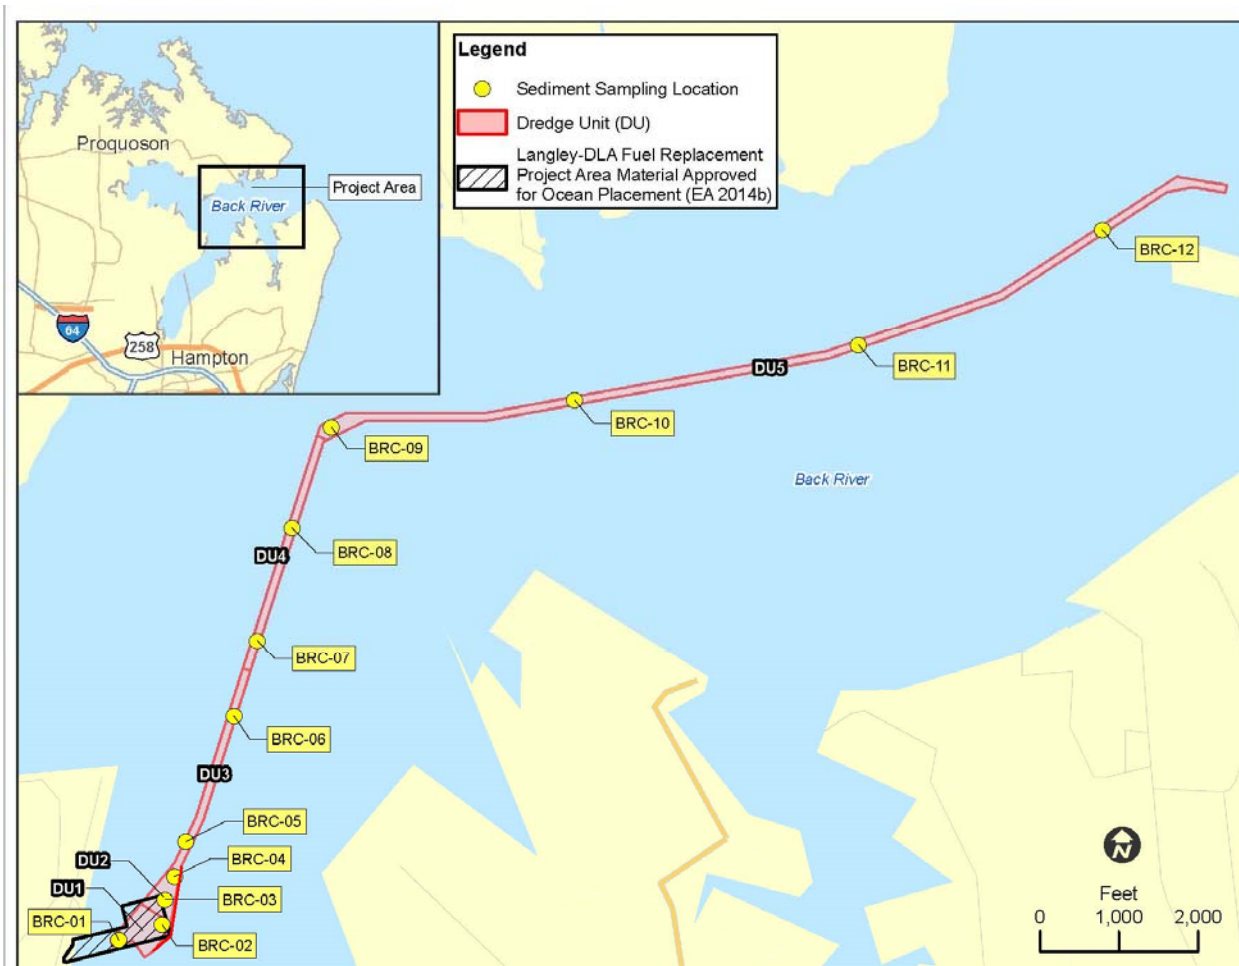 Proquoson
Project Area
Back River
64
258
Hampton
Legend
Sediment Sampling Location
Dredge Unit (DU)
Langley-DLA Fuel Replacement
Project Area Material Approved
for Ocean Placement (EA 2014b)
BRC-12
BRC-11
DU5
BRC-10
BRC-09
Back River
BRC-08
DU4
BRC-07
BRC-06
DU3
BRC-05
DU2
BRC-04
DU1
BRC-03
BRC-01
BRC-02
N
Feet
0 1,000 2,000